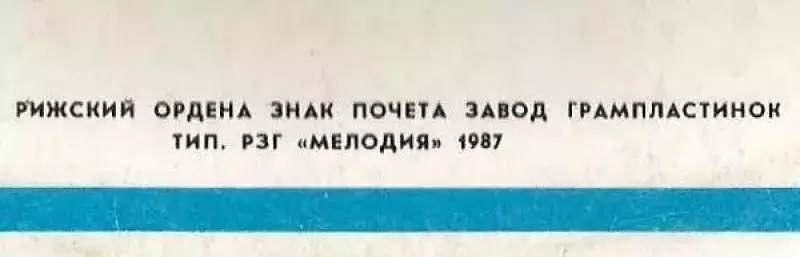 РИЖСКИЙ ОРДЕНА ЗНАК ПОЧЕТА ЗАВОД ГРАМПЛАСТИНОК
ТИП. РЗГ «МЕЛОДИЯ» 1987